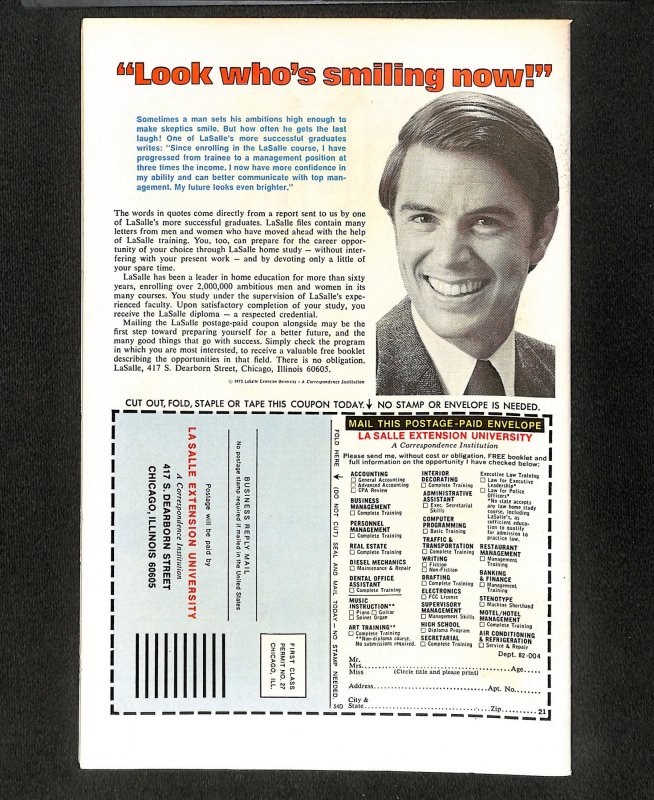 “Look who’s smiling now!”
Sometimes a man sets his ambitions high enough to
make skeptics smile. But how often he gets the last
laugh! One of LaSalle's more successful graduates
writes: "Since enrolling in the LaSalle course, I have
progressed from trainee to a management position at
three times the income. I now have more confidence in
my ability and can better communicate with top man-
agement. My future looks even brighter."
The words in quotes come directly from a report sent to us by one
of LaSalle's more successful graduates. LaSalle files contain many
letters from men and women who have moved ahead with the help
of LaSalle training. You, too, can prepare for the career oppor-
tunity of your choice through LaSalle home study — without inter-
fering with your present work — and by devoting only a little of
your spare time.
LaSalle has been a leader in home education for more than sixty
years, enrolling over 2,000,000 ambitious men and women in its
many courses. You study under the supervision of LaSalle's expe-
rienced faculty. Upon satisfactory completion of your study, you
receive the LaSalle diploma — a respected credential.
Mailing the LaSalle postage-paid coupon alongside may be the
first step toward preparing yourself for a better future, and the
many good things that go with success. Simply check the program
in which you are most interested, to receive a valuable free booklet
describing the opportunities in that field. There is no obligation.
LaSalle, 417 S. Dearborn Street, Chicago, Illinois 60605.
LaSalle Extension University • A Correspondence Institution
CUT OUT, FOLD, STAPLE OR TAPE THIS COUPON TODAY. NO STAMP OR ENVELOPE IS NEEDED.
Postage will be paid by
LASALLE EXTENSION UNIVERSITY
A Correspondence Institution
417 S. DEARBORN STREET
CHICAGO, ILLINOIS 60605
BUSINESS REPLY MAIL
No postage stamp required if mailed in the United States
FIRST CLASS
PERMIT NO. 27
CHICAGO, ILL.
FOLD HERE (DO NOT CUT) SEAL AND MAIL TODAY – NO STAMP NEEDED.
54D
MAIL THIS POSTAGE-PAID ENVELOPE
LA SALLE EXTENSION UNIVERSITY
A Correspondence Institution
Please send me, without cost or obligation, FREE booklet and
full information on the opportunity I have checked below:
ACCOUNTING
General Accounting
Advanced Accounting
CPA Review
BUSINESS
MANAGEMENT
Complete Training
PERSONNEL
MANAGEMENT
Complete Training
REAL ESTATE
Complete Training
DIESEL MECHANICS
Maintenance & Repair
DENTAL OFFICE
ASSISTANT
Complete Training
MUSIC
INSTRUCTION**
Piano Guitar
Spinet Organ
ART TRAINING**
Complete Training
**Non-diploma course.
No submissions required.
INTERIOR
DECORATING
Complete Training
ADMINISTRATIVE
ASSISTANT
Exec. Secretarial
Skills
COMPUTER
PROGRAMMING
Basic Training
TRAFFIC &
TRANSPORTATION
Complete Training
WRITING
Fiction
Non-Fiction
DRAFTING
Complete Training
ELECTRONICS
FCC License
SUPERVISORY
MANAGEMENT
Management Skills
HIGH SCHOOL
Diploma Program
SECRETARIAL
Complete Training
Executive Law Training
Law for Executive
Leadership*
Law for Police
Officers*
*No state accepts
any law home study
course, including
LaSalle's, as
sufficient educa-
tion to qualify
for admission to
practice law.
RESTAURANT
MANAGEMENT
Management
Training
BANKING
& FINANCE
Management
Training
STENOTYPE
Machine Shorthand
MOTEL/HOTEL
MANAGEMENT
Complete Training
AIR CONDITIONING
& REFRIGERATION
Service & Repair
Dept. 82-004
Mr.
Mrs. Age
Miss (Circle title and please print)
Address Apt. No.
City &
State Zip 21